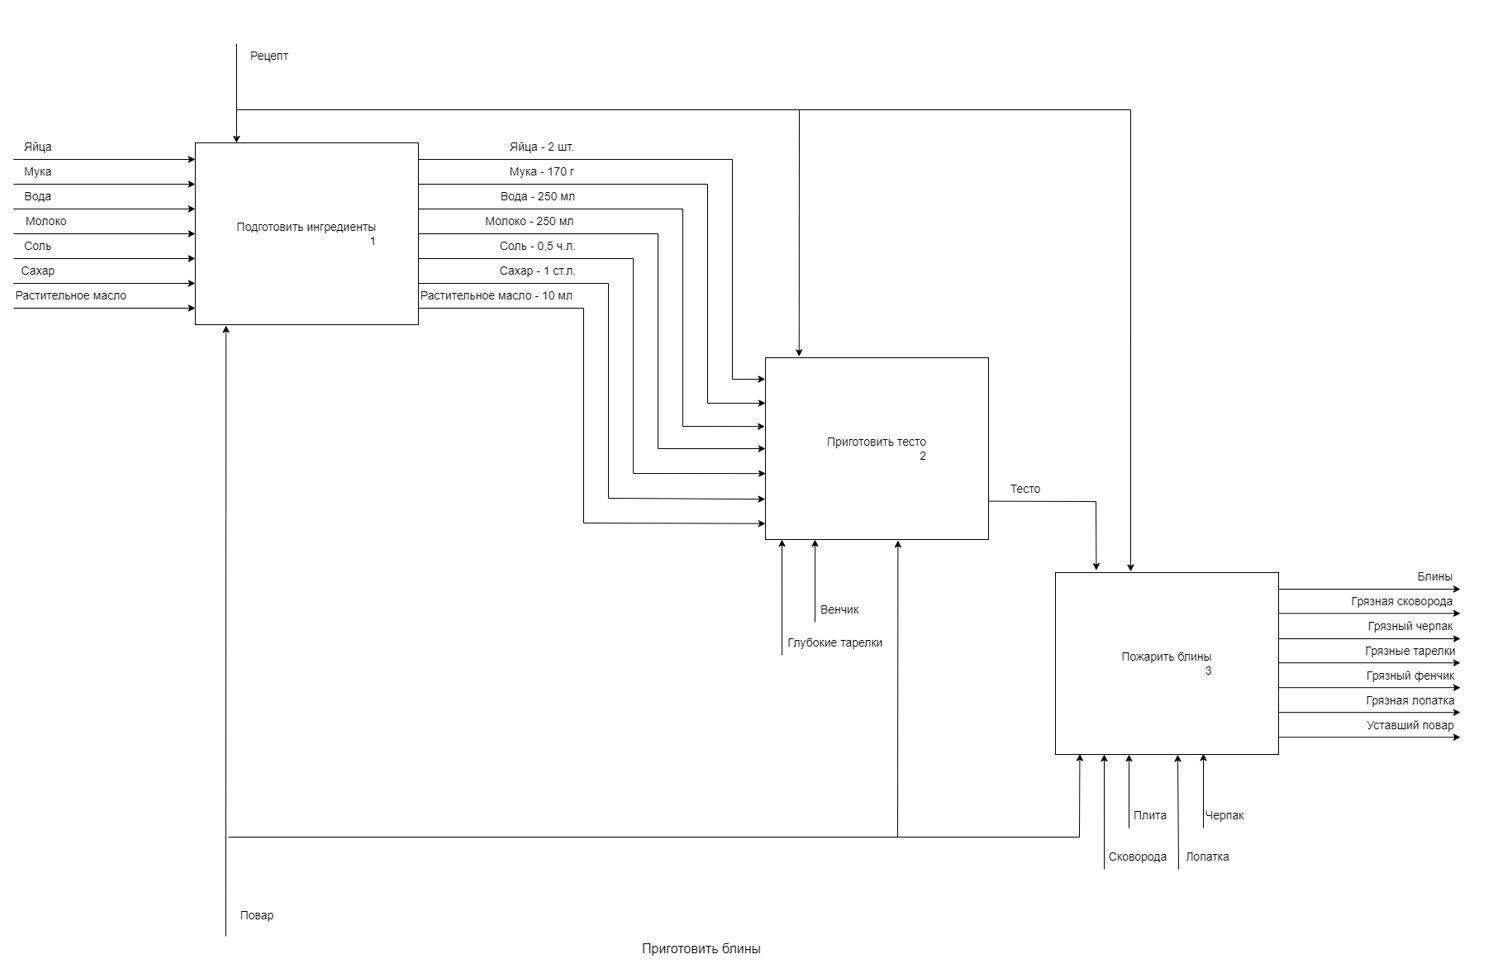 Рецепт
Яйца
Мука
Вода
Молоко
Соль
Сахар
Растительное масло
Подготовить ингредиенты
1
Яйца - 2 шт.
Мука - 170 г
Вода - 250 мл
Молоко - 250 мл
Соль - 0,5 ч.л.
Сахар - 1 ст.л.
Растительное масло - 10 мл
Приготовить тесто
2
Тесто
Венчик
Глубокие тарелки
Пожарить блины
3
Блины
Грязная сковорода
Грязный черпак
Грязные тарелки
Грязный фенчик
Грязная лопатка
Уставший повар
Плита
Черпак
Сковорода
Лопатка
Повар
Приготовить блины